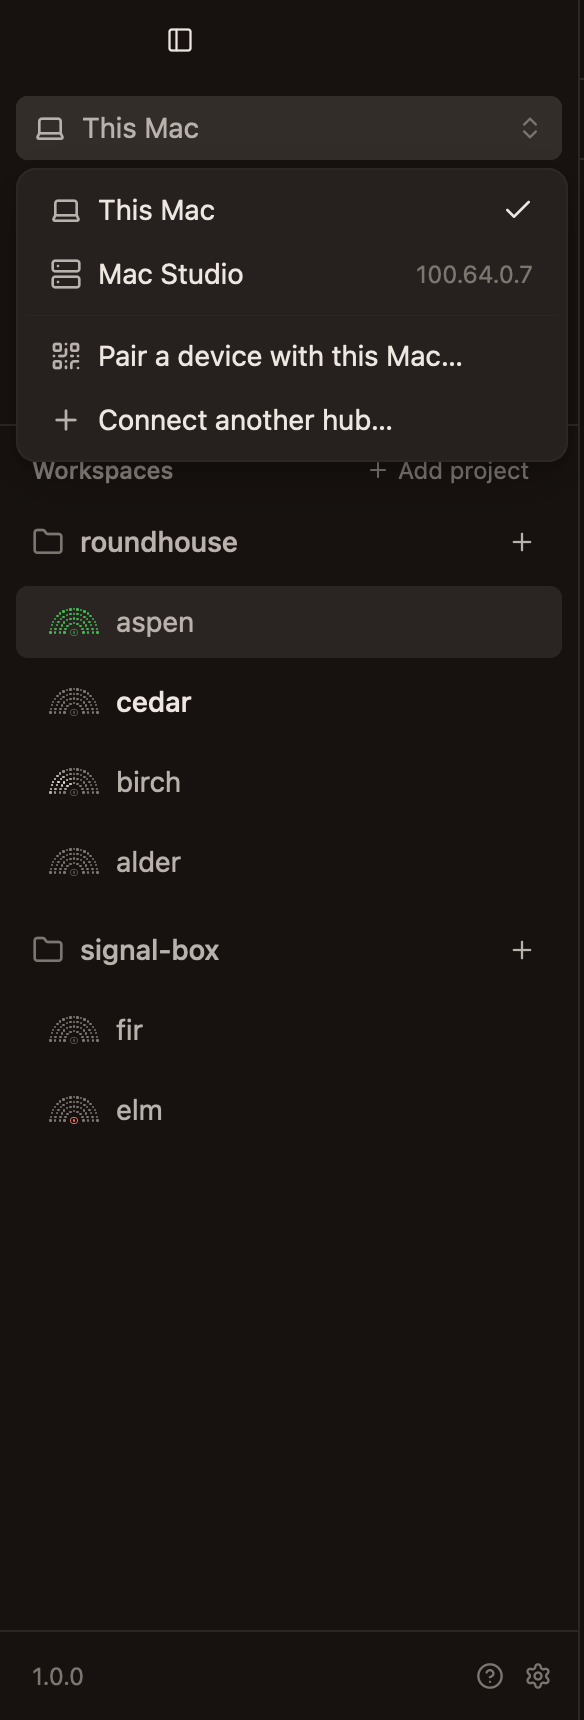 This Mac
This Mac
Mac Studio 100.64.0.7
Pair a device with this Mac...
Connect another hub...
Workspaces + Add project
roundhouse
aspen
cedar
birch
alder
signal-box
fir
elm
1.0.0